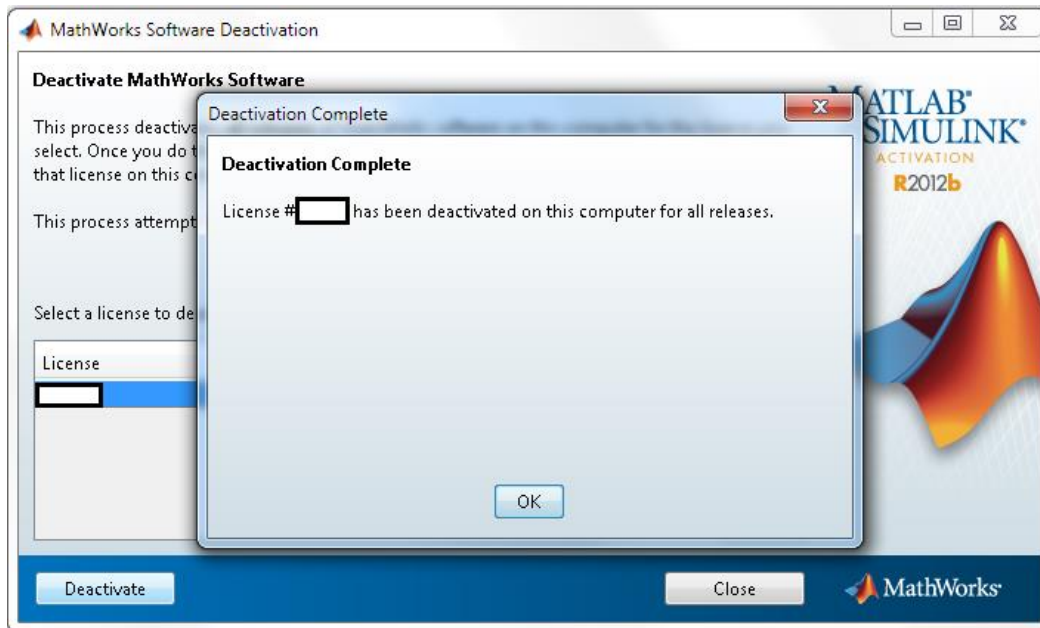 MathWorks Software Deactivation
Deactivate MathWorks Software
This process deactiva
select. Once you do t
that license on this c
This process attempt
Select a license to de
License
Deactivation Complete
Deactivation Complete
License # has been deactivated on this computer for all releases.
OK
ATLAB®
SIMULINK®
ACTIVATION
R2012b
Deactivate
Close
MathWorks®